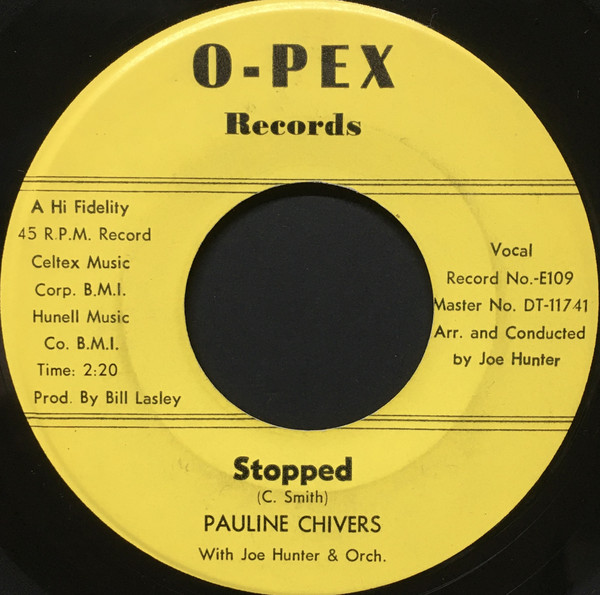 O-PEX
Records
A Hi Fidelity
45 R.P.M. Record
Celtex Music
Corp. B.M.I.
Hunell Music
Co. B.M.I.
Time: 2:20
Prod. By Bill Lasley
Vocal
Record No.-E109
Master No. DT-11741
Arr. and Conducted
by Joe Hunter
Stopped
(C. Smith)
PAULINE CHIVERS
With Joe Hunter & Orch.